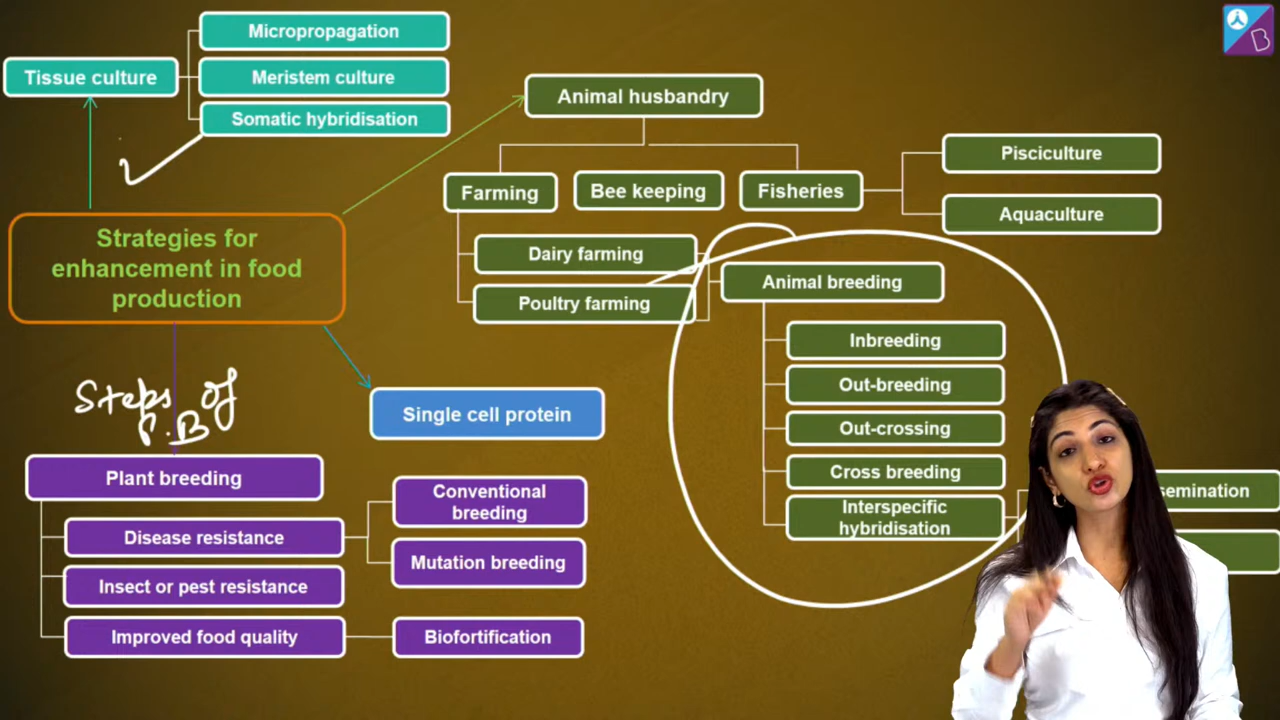 Micropropagation
Tissue culture
Meristem culture
Somatic hybridisation
Animal husbandry
Farming
Bee keeping
Fisheries
Pisciculture
Aquaculture
Dairy farming
Poultry farming
Animal breeding
Inbreeding
Out-breeding
Out-crossing
Cross breeding
Interspecific
hybridisation
semination
Strategies for
enhancement in food
production
Steps of
P.B
Single cell protein
Plant breeding
Disease resistance
Insect or pest resistance
Improved food quality
Conventional
breeding
Mutation breeding
Biofortification
B